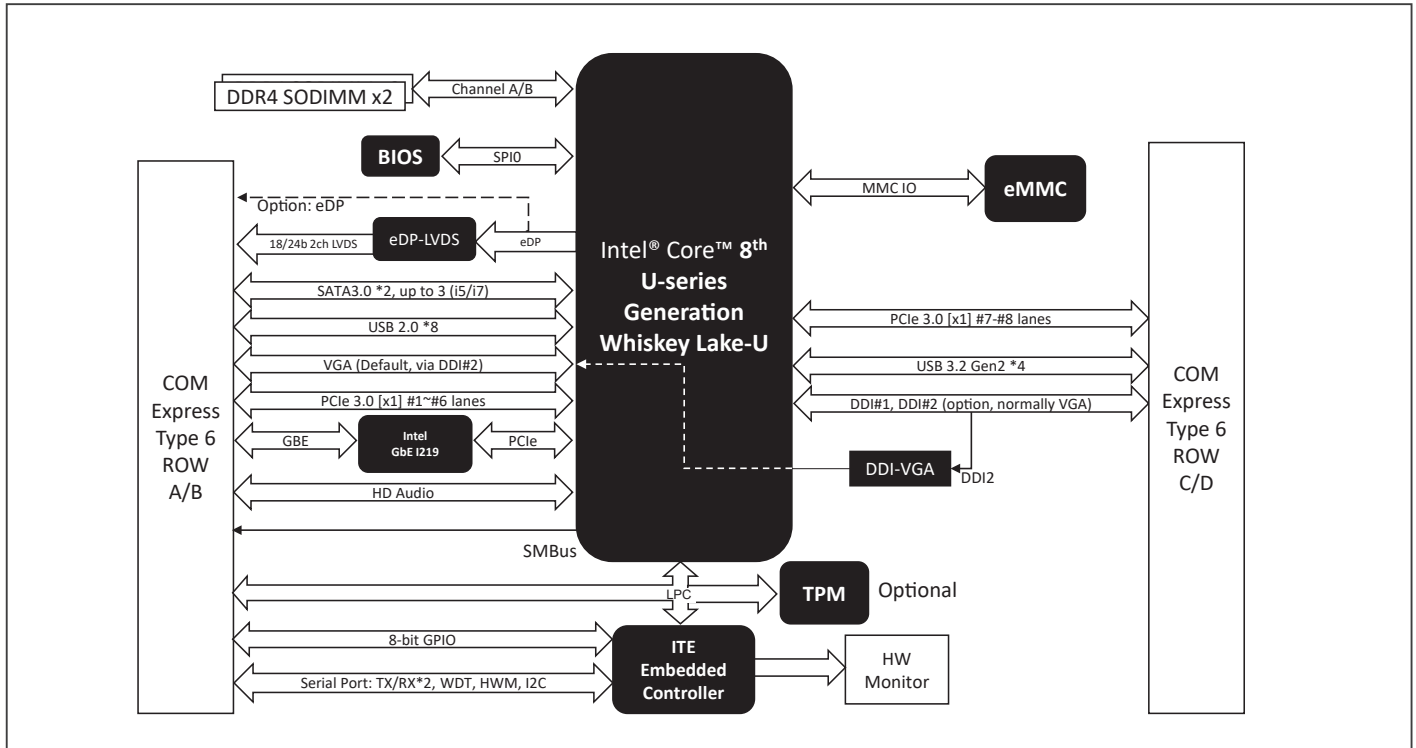 DDR4 SODIMM x2
Channel A/B
BIOS
SPI0
MMC IO
eMMC
Option: eDP
18/24b 2ch LVDS
eDP-LVDS
eDP
Intel® Core™ 8th
U-series
Generation
Whiskey Lake-U
SATA3.0 *2, up to 3 (i5/i7)
USB 2.0 *8
VGA (Default, via DDI#2)
PCIe 3.0 [x1] #1~#6 lanes
GBE
Intel
GbE I219
PCIe
HD Audio
SMBus
COM
Express
Type 6
ROW
A/B
PCIe 3.0 [x1] #7-#8 lanes
USB 3.2 Gen2 *4
DDI#1, DDI#2 (option, normally VGA)
DDI-VGA
DDI2
COM
Express
Type 6
ROW
C/D
LPC
TPM
Optional
8-bit GPIO
Serial Port: TX/RX*2, WDT, HWM, I2C
ITE
Embedded
Controller
HW
Monitor